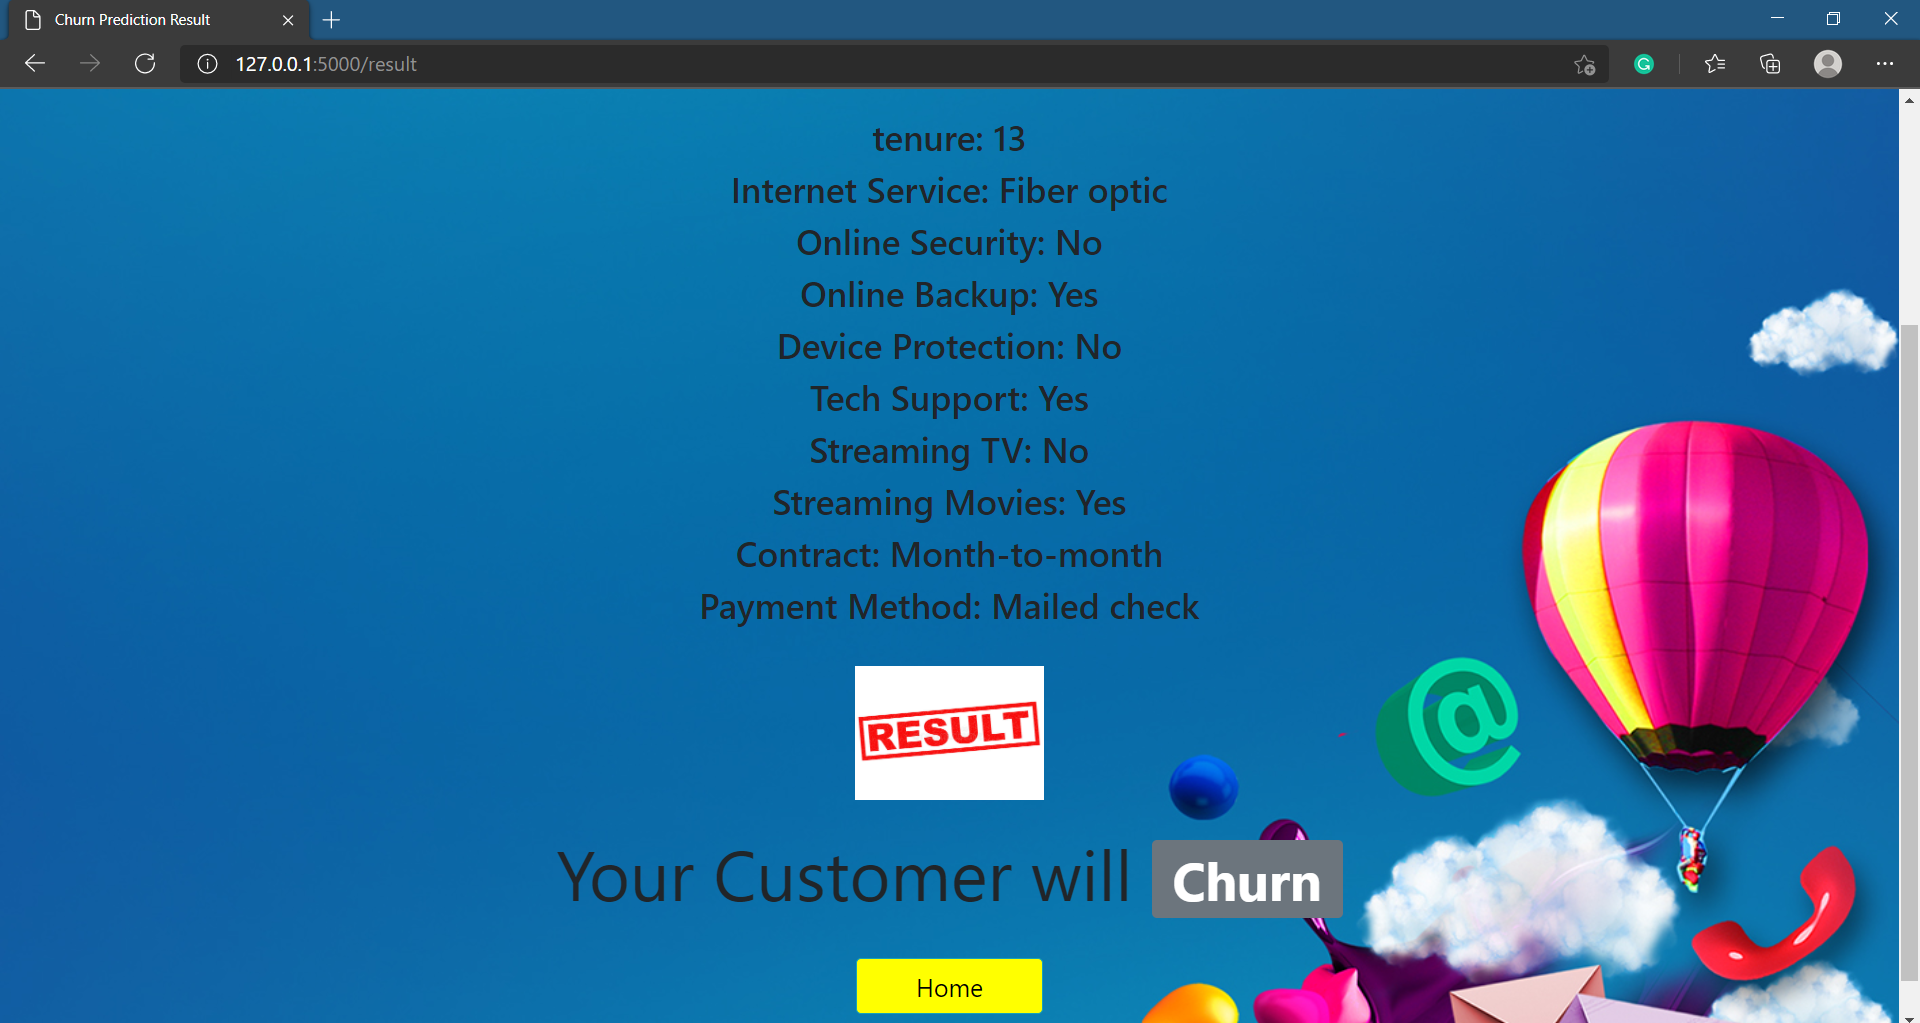 Churn Prediction Result
127.0.0.1:5000/result
tenure: 13
Internet Service: Fiber optic
Online Security: No
Online Backup: Yes
Device Protection: No
Tech Support: Yes
Streaming TV: No
Streaming Movies: Yes
Contract: Month-to-month
Payment Method: Mailed check
RESULT
@
Your Customer will Churn
Home